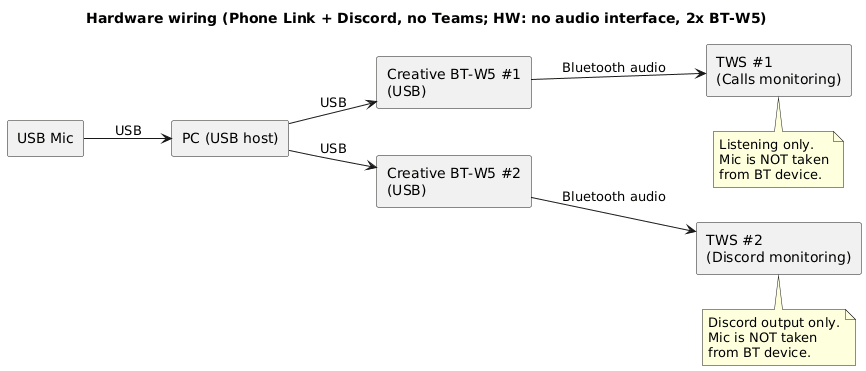 Hardware wiring (Phone Link + Discord, no Teams; HW: no audio interface, 2x BT-W5)
USB Mic
USB
PC (USB host)
USB
USB
Creative BT-W5 #1
(USB)
Creative BT-W5 #2
(USB)
Bluetooth audio
Bluetooth audio
TWS #1
(Calls monitoring)
Listening only.
Mic is NOT taken
from BT device.
TWS #2
(Discord monitoring)
Discord output only.
Mic is NOT taken
from BT device.